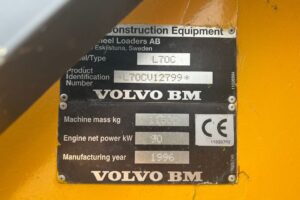 Construction Equipment
Wheel Loaders AB
Eskilstuna, Sweden
Model/Type L70C
Product
Identification
Number L70CV12799*
VOLVO BM
Machine mass kg
Engine net power kW 90
Manufacturing year 1996
CE
VOLVO BM